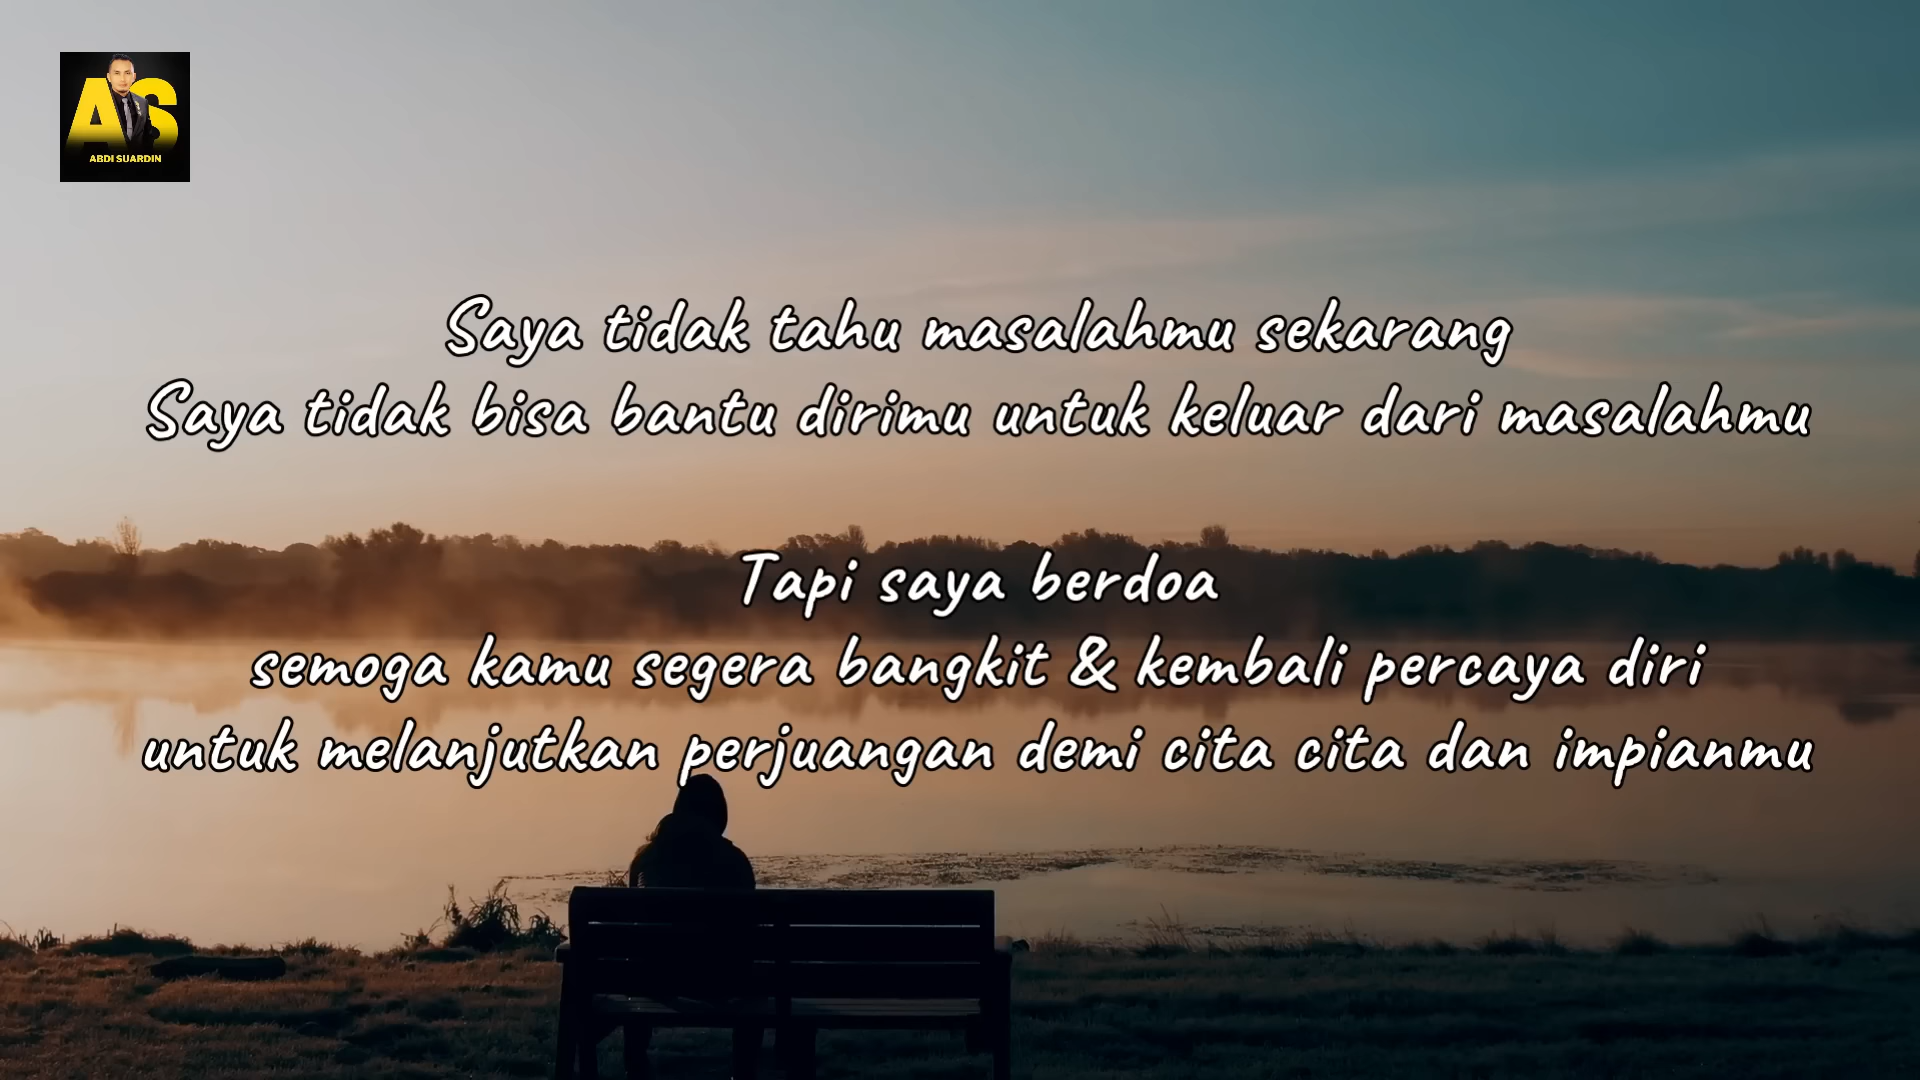 AS
ABDI SUARDIN
Saya tidak tahu masalahmu sekarang
Saya tidak bisa bantu dirimu untuk keluar dari masalahmu
Tapi saya berdoa
semoga kamu segera bangkit & kembali percaya diri
untuk melanjutkan perjuangan demi cita cita dan impianmu